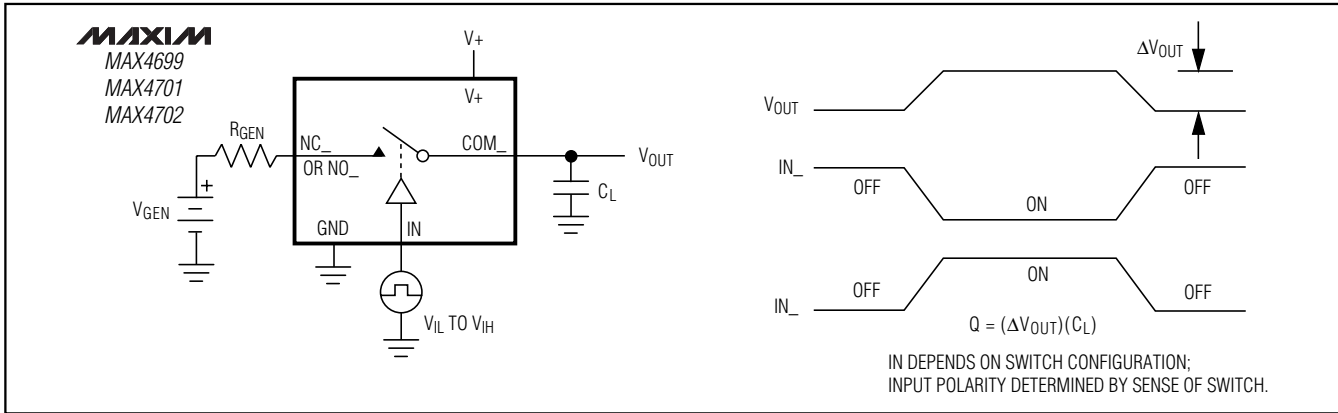 MAXIM
MAX4699
MAX4701
MAX4702
V+
V+
RGEN
NC_
OR NO_
COM_
VOUT
CL
VGEN
+
GND
IN
VIL TO VIH
ΔVOUT
VOUT
IN_
OFF
ON
OFF
IN_
OFF
ON
OFF
Q = (ΔVOUT)(CL)
IN DEPENDS ON SWITCH CONFIGURATION;
INPUT POLARITY DETERMINED BY SENSE OF SWITCH.